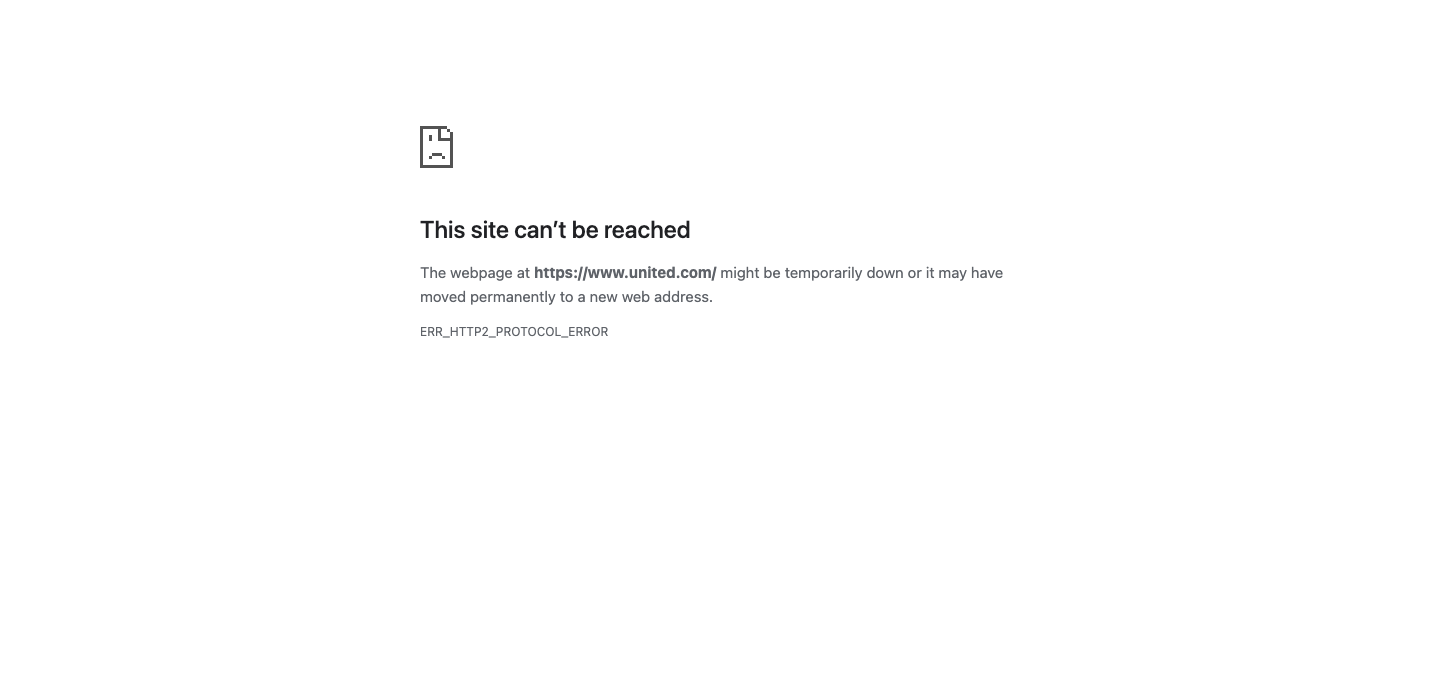 This site can’t be reached
The webpage at https://www.united.com/ might be temporarily down or it may have
moved permanently to a new web address.
ERR_HTTP2_PROTOCOL_ERROR